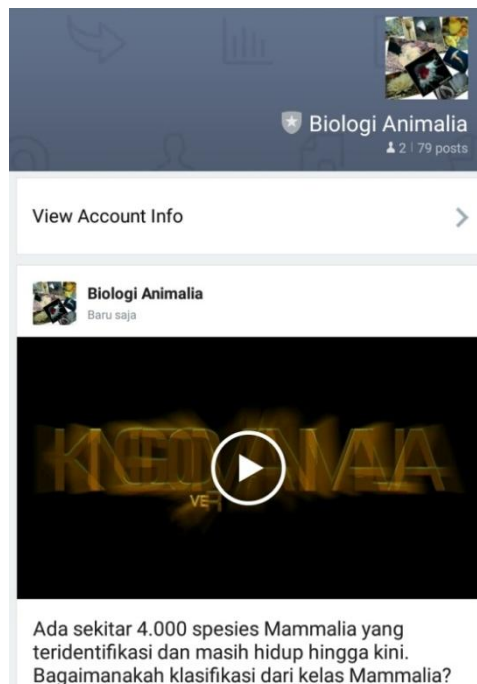 Biologi Animalia
2 | 79 posts
View Account Info
Biologi Animalia
Baru saja
VER
Ada sekitar 4.000 spesies Mammalia yang
teridentifikasi dan masih hidup hingga kini.
Bagaimanakah klasifikasi dari kelas Mammalia?